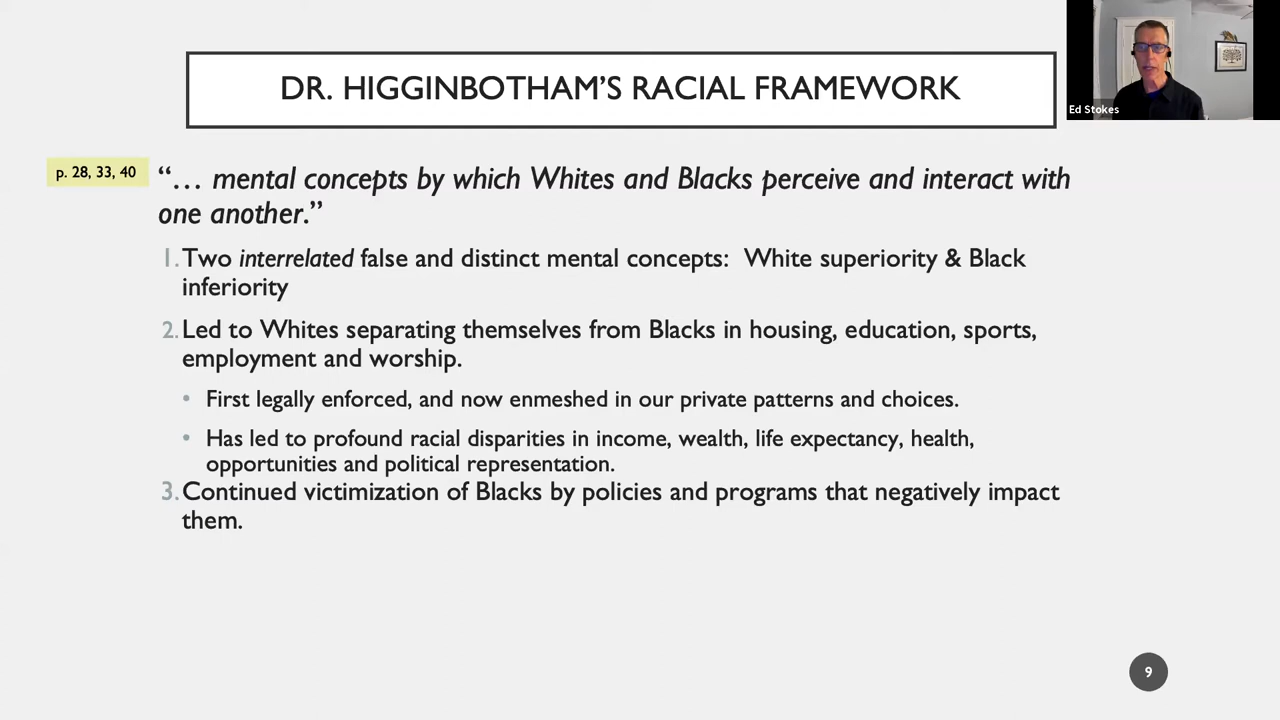 DR. HIGGINBOTHAM’S RACIAL FRAMEWORK
Ed Stokes
p. 28, 33, 40
“… mental concepts by which Whites and Blacks perceive and interact with
one another.”
1. Two interrelated false and distinct mental concepts: White superiority & Black
inferiority
2. Led to Whites separating themselves from Blacks in housing, education, sports,
employment and worship.
• First legally enforced, and now enmeshed in our private patterns and choices.
• Has led to profound racial disparities in income, wealth, life expectancy, health,
opportunities and political representation.
3. Continued victimization of Blacks by policies and programs that negatively impact
them.
9